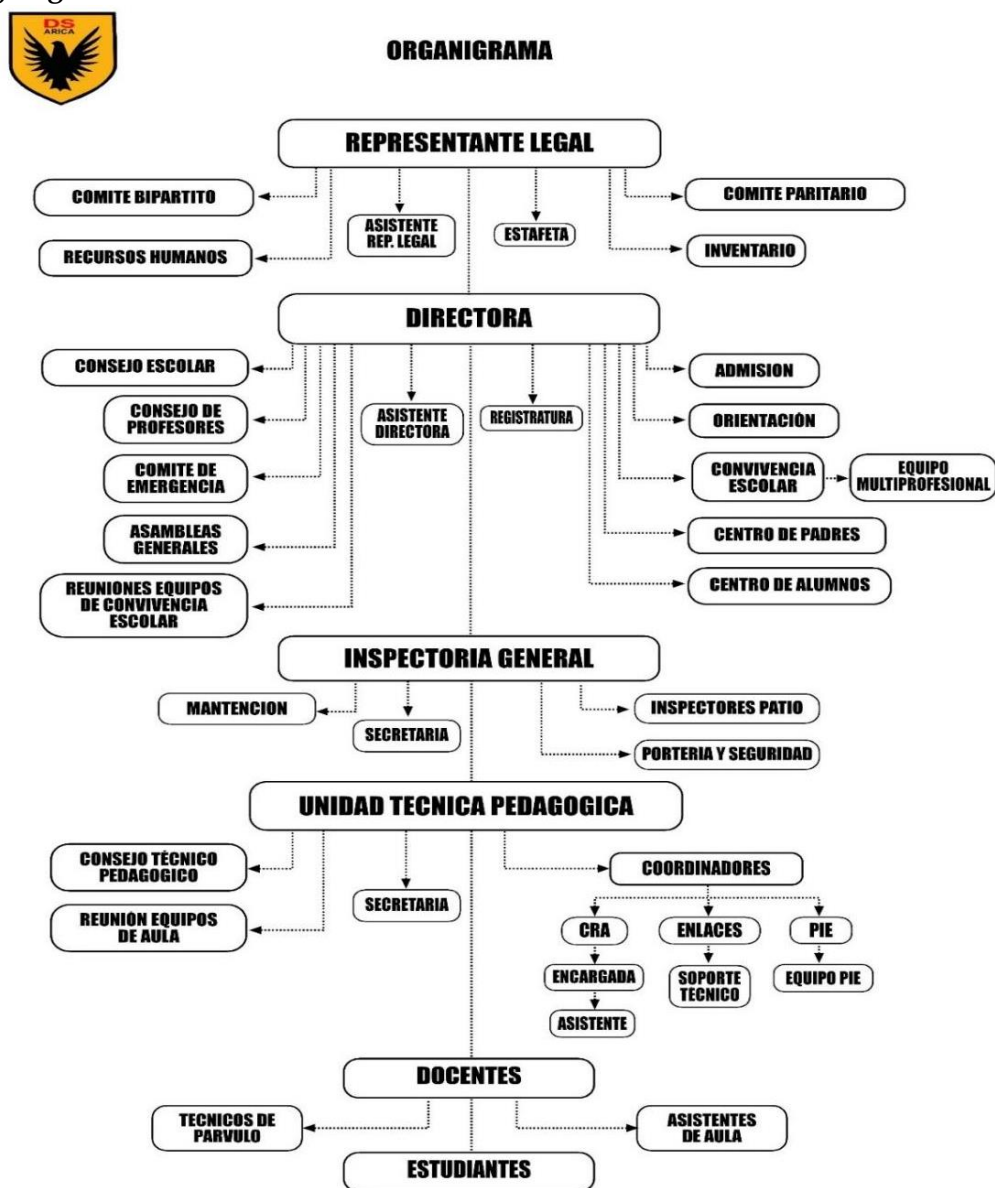 DS
ARICA
ORGANIGRAMA
REPRESENTANTE LEGAL
COMITE BIPARTITO
COMITE PARITARIO
ASISTENTE
REP. LEGAL
ESTAFETA
RECURSOS HUMANOS
INVENTARIO
DIRECTORA
CONSEJO ESCOLAR
ADMISION
CONSEJO DE
PROFESORES
ASISTENTE
DIRECTORA
REGISTRATURA
ORIENTACIÓN
COMITE DE
EMERGENCIA
CONVIVENCIA
ESCOLAR
EQUIPO
MULTIPROFESIONAL
ASAMBLEAS
GENERALES
CENTRO DE PADRES
REUNIONES EQUIPOS
DE CONVIVENCIA
ESCOLAR
CENTRO DE ALUMNOS
INSPECTORIA GENERAL
MANTENCION
SECRETARIA
INSPECTORES PATIO
PORTERIA Y SEGURIDAD
UNIDAD TECNICA PEDAGOGICA
CONSEJO TÉCNICO
PEDAGOGICO
COORDINADORES
REUNIÓN EQUIPOS
DE AULA
SECRETARIA
CRA
ENLACES
PIE
ENCARGADA
SOPORTE
TÉCNICO
EQUIPO PIE
ASISTENTE
DOCENTES
TECNICOS DE
PARVULO
ASISTENTES
DE AULA
ESTUDIANTES